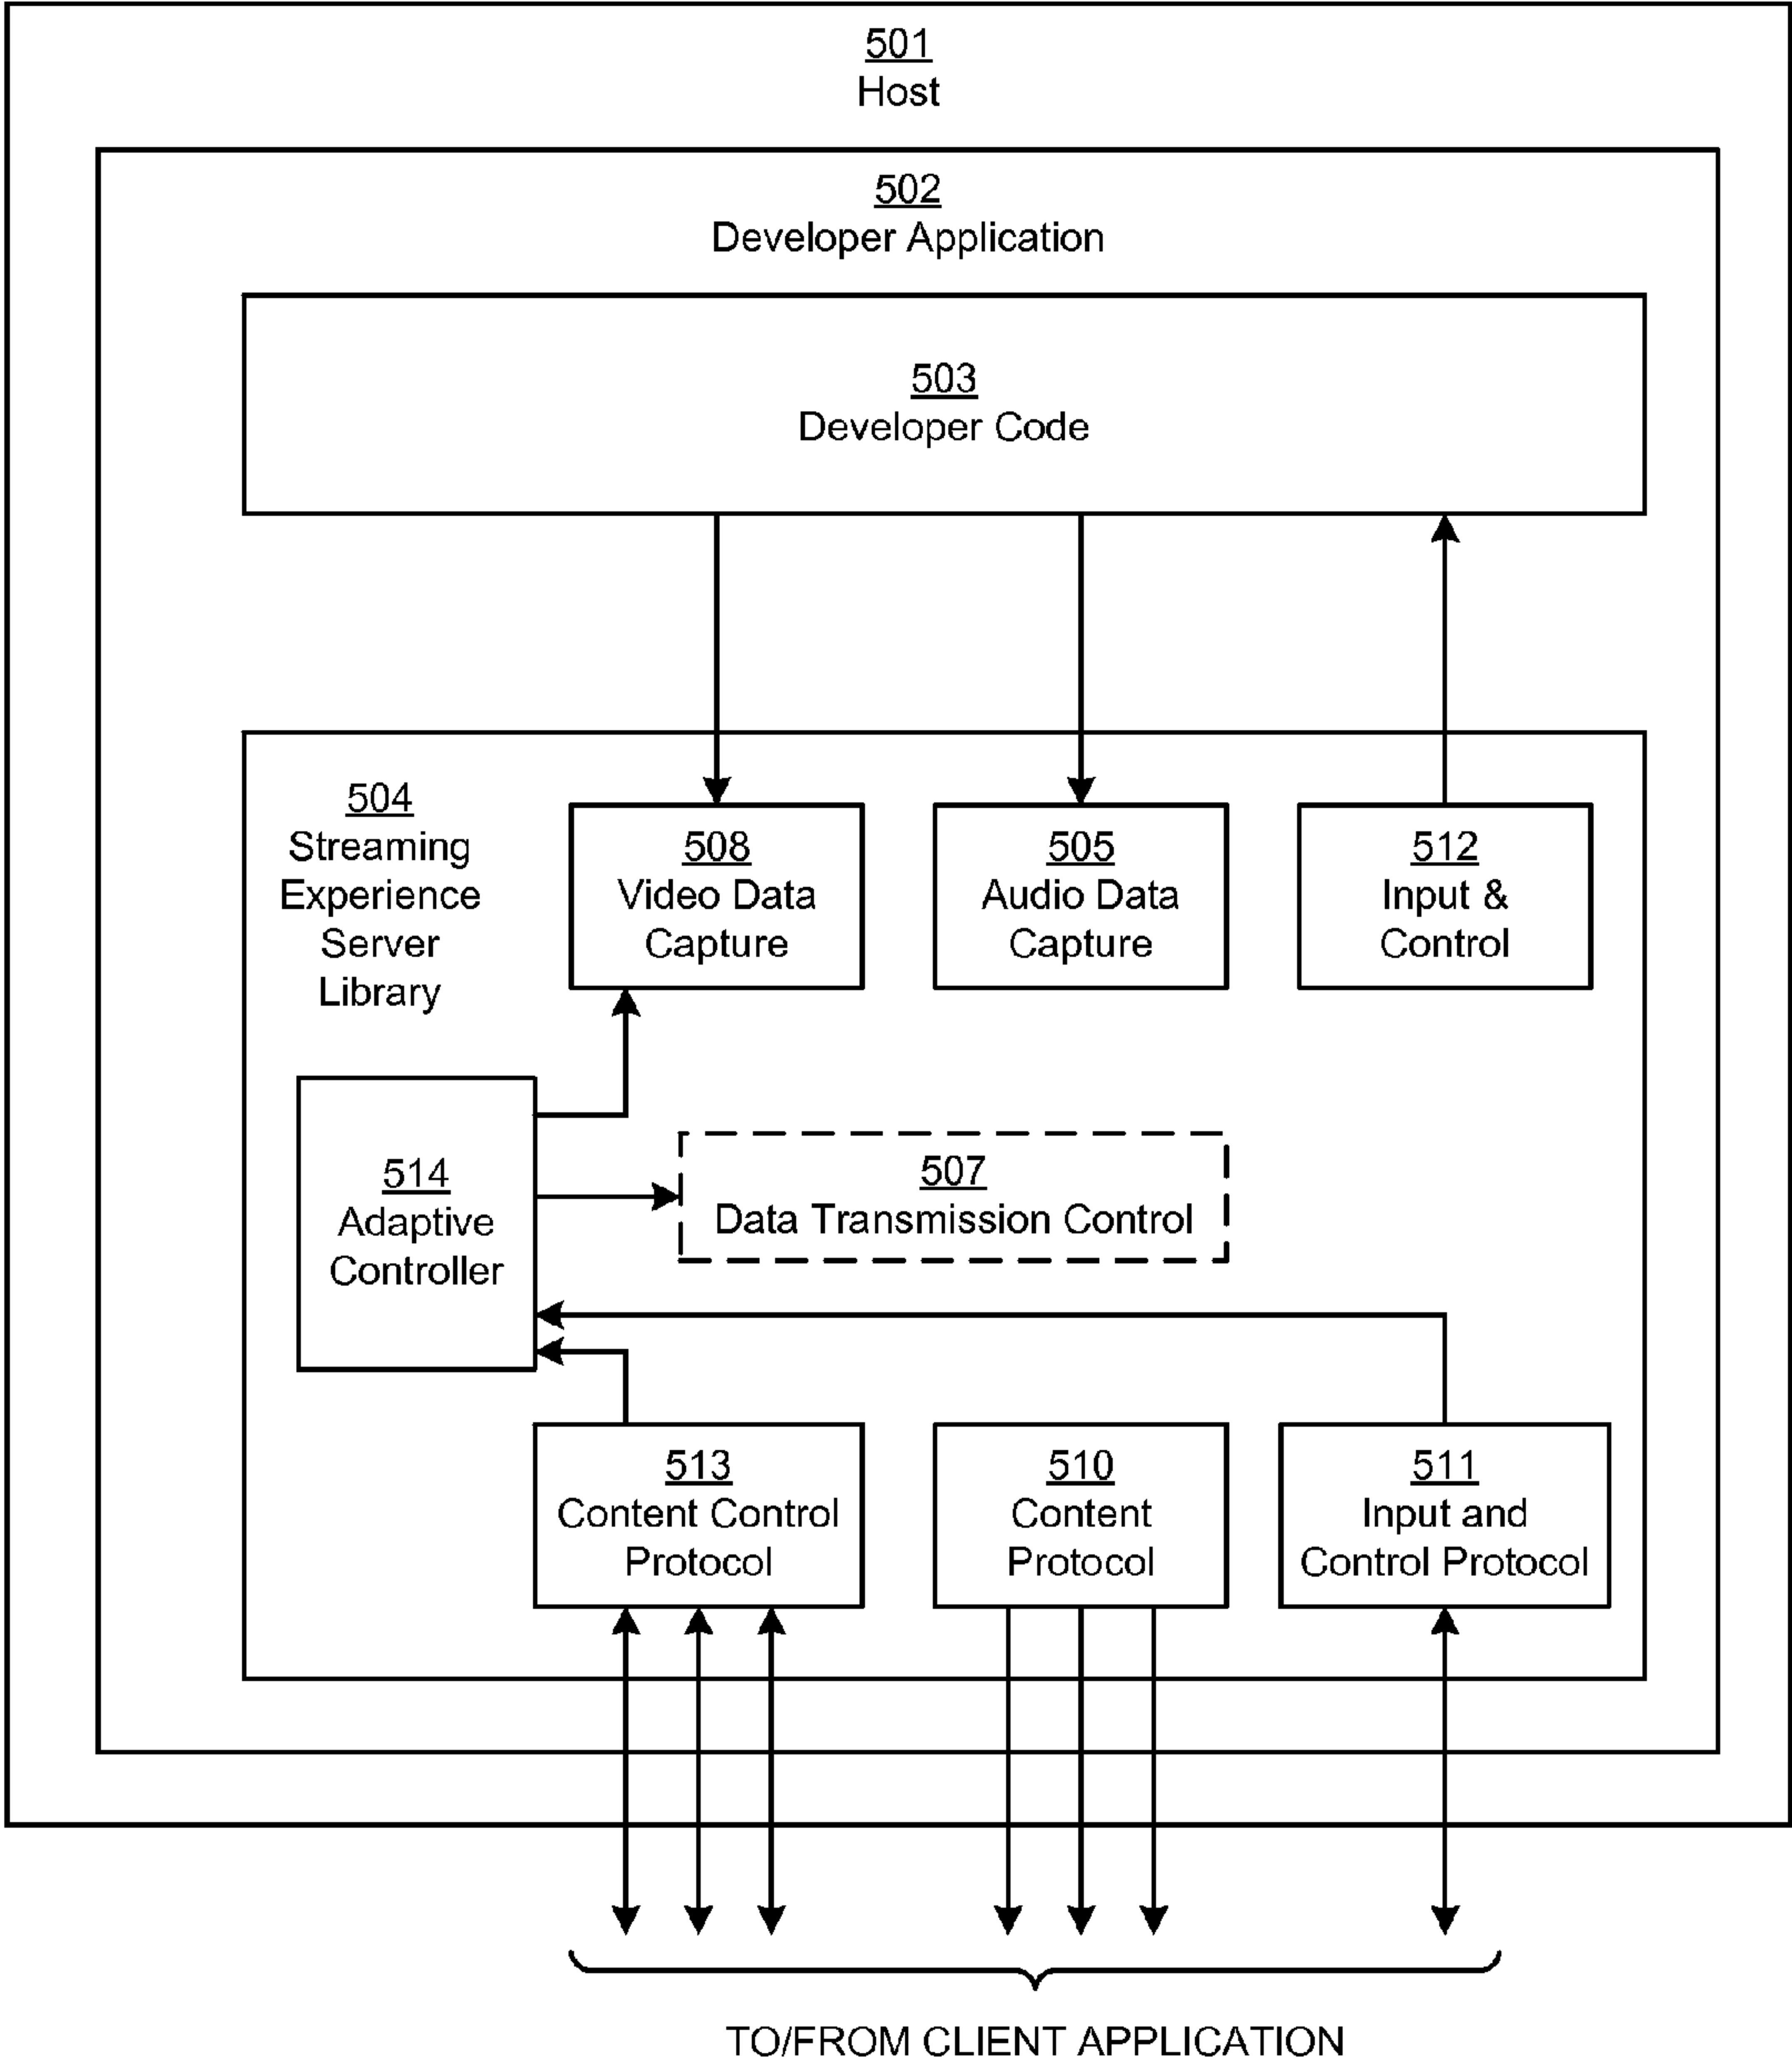 501
Host
502
Developer Application
503
Developer Code
504
Streaming
Experience
Server
Library
508
Video Data
Capture
505
Audio Data
Capture
512
Input &
Control
514
Adaptive
Controller
507
Data Transmission Control
513
Content Control
Protocol
510
Content
Protocol
511
Input and
Control Protocol
TO/FROM CLIENT APPLICATION